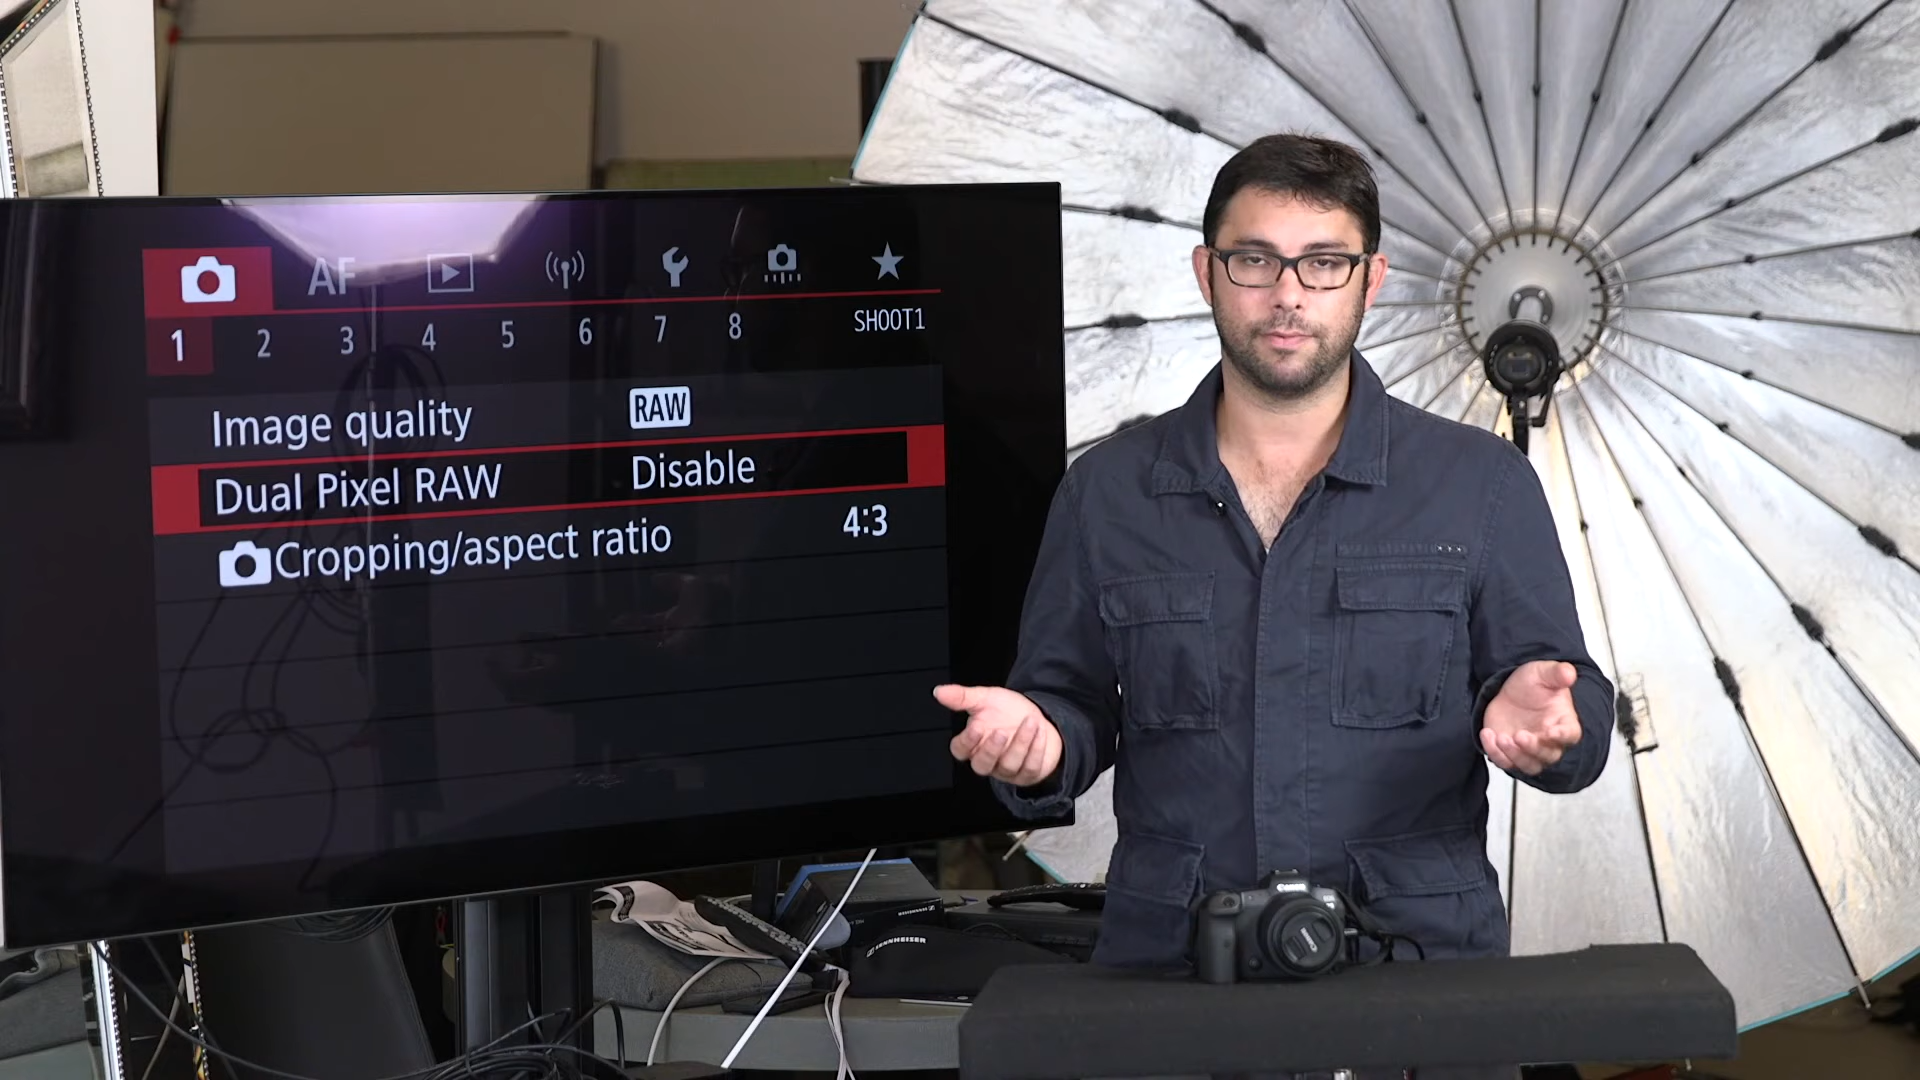 AF
1 2 3 4 5 6 7 8 SHOOT1
Image quality RAW
Dual Pixel RAW Disable
Cropping/aspect ratio 4:3
Canon
SENNHEISER